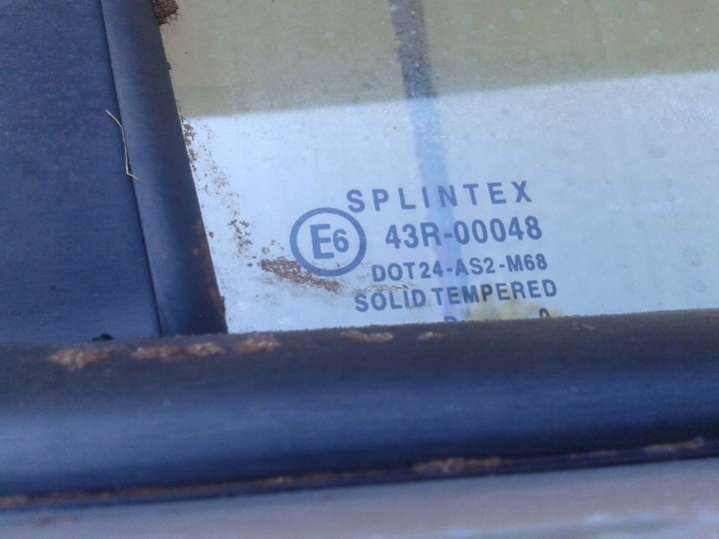 SPLINTEX
E6 43R-00048
DOT24-AS2-M68
SOLID TEMPERED